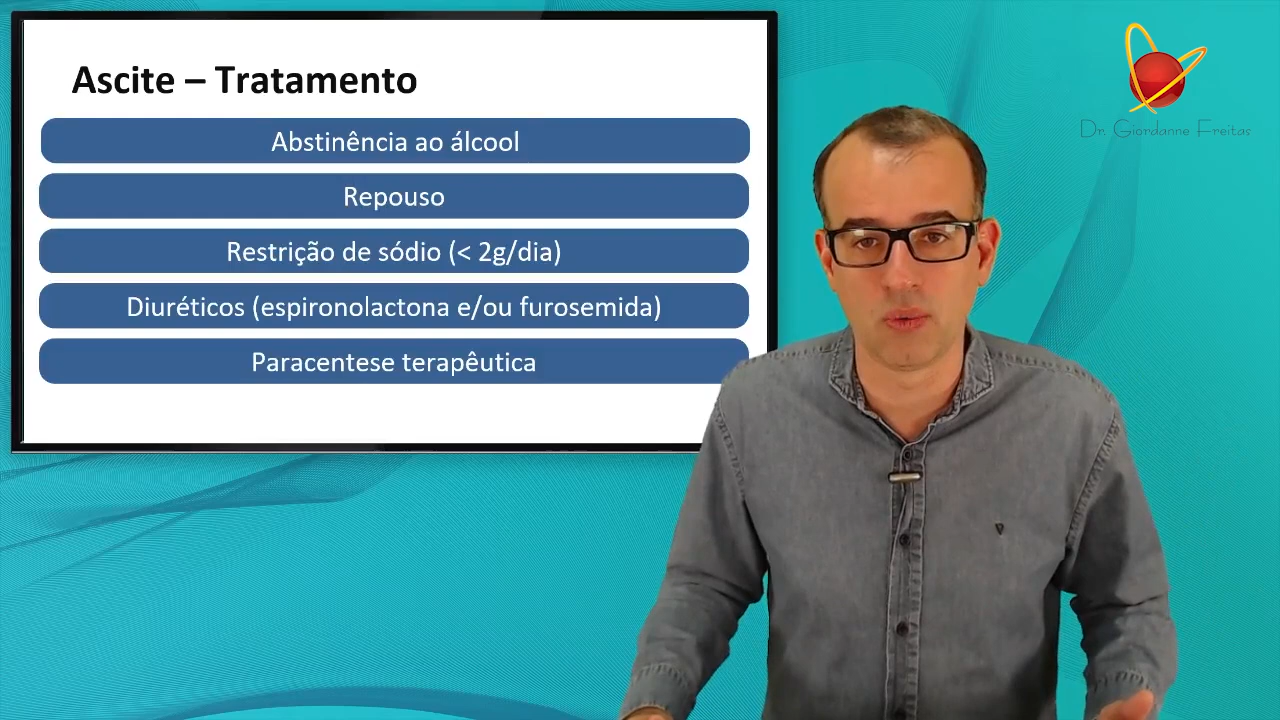 Ascite – Tratamento
Abstinência ao álcool
Repouso
Restrição de sódio (< 2g/dia)
Diuréticos (espironolactona e/ou furosemida)
Paracentese terapêutica
Dr. Giordanne Freitas